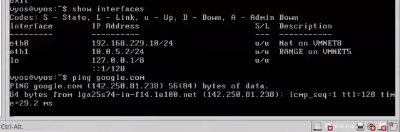 exit
vyos@vyos:~$ show interfaces
Codes: S - State, L - Link, u - Up, D - Down, A - Admin Down
Interface IP Address S/L Description
--------- ---------- --- -----------
eth0 192.168.229.10/24 u/u Nat on VMNET8
eth1 10.0.5.2/24 u/u RANGE on VMNET5
lo 127.0.0.1/8 u/u
::1/128
vyos@vyos:~$ ping google.com
PING google.com (142.250.81.238) 56(84) bytes of data.
64 bytes from lga25s74-in-f14.1e100.net (142.250.81.238): icmp_seq=1 ttl=128 tim
e=29.2 ms
Ctrl-Alt.